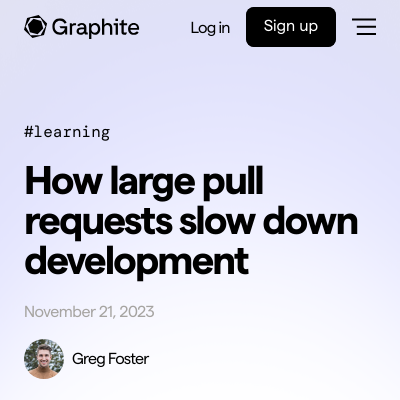 Graphite
Log in
Sign up
#learning
How large pull
requests slow down
development
November 21, 2023
Greg Foster